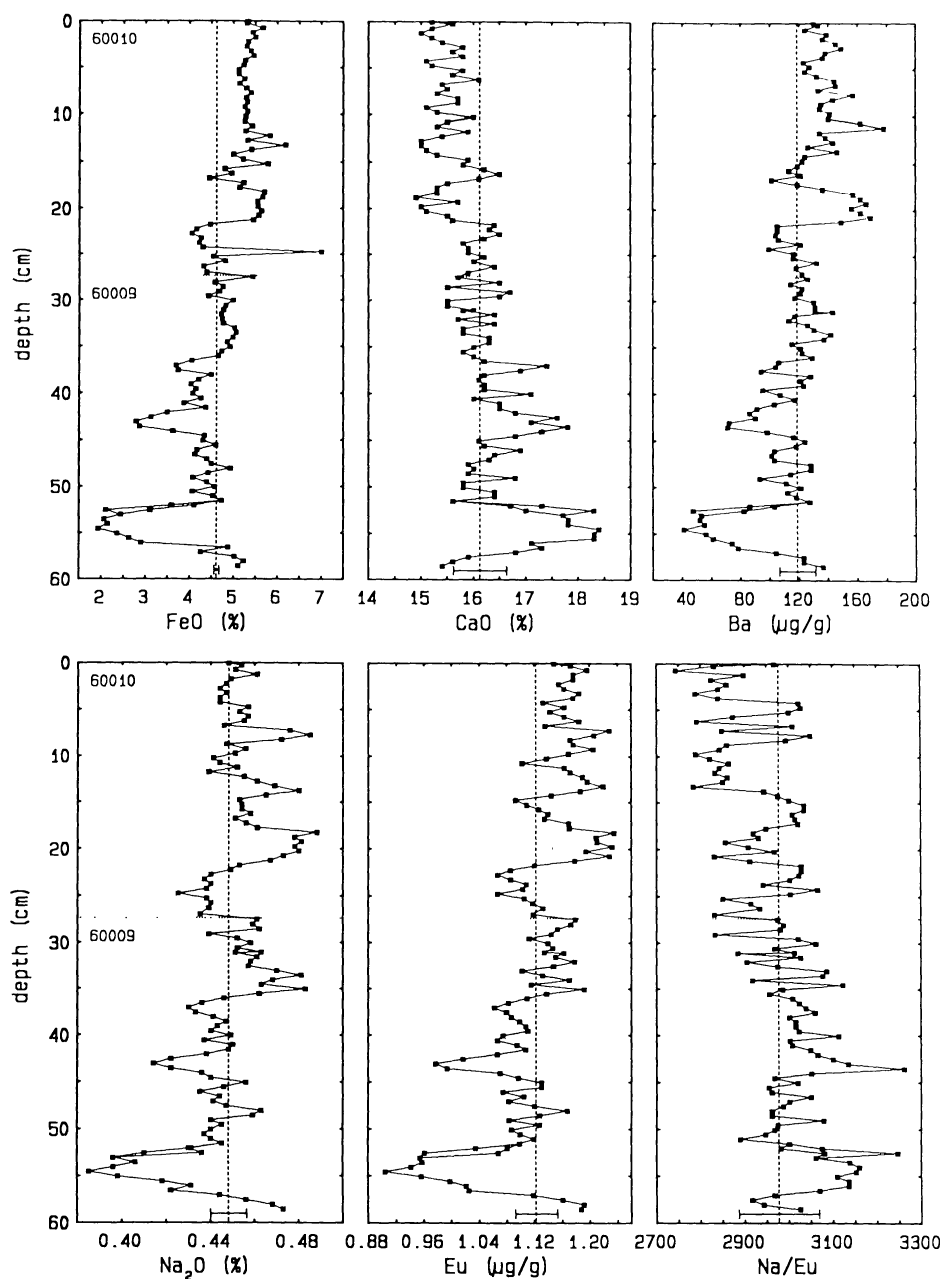 0
10
20
30
40
50
60
depth (cm)
60010
60009
2 3 4 5 6 7
FeO (%)
14 15 16 17 18 19
CaO (%)
40 80 120 160 200
Ba (µg/g)
0
10
20
30
40
50
60
depth (cm)
60010
60009
0.40 0.44 0.48
Na₂O (%)
0.88 0.96 1.04 1.12 1.20
Eu (µg/g)
2700 2900 3100 3300
Na/Eu